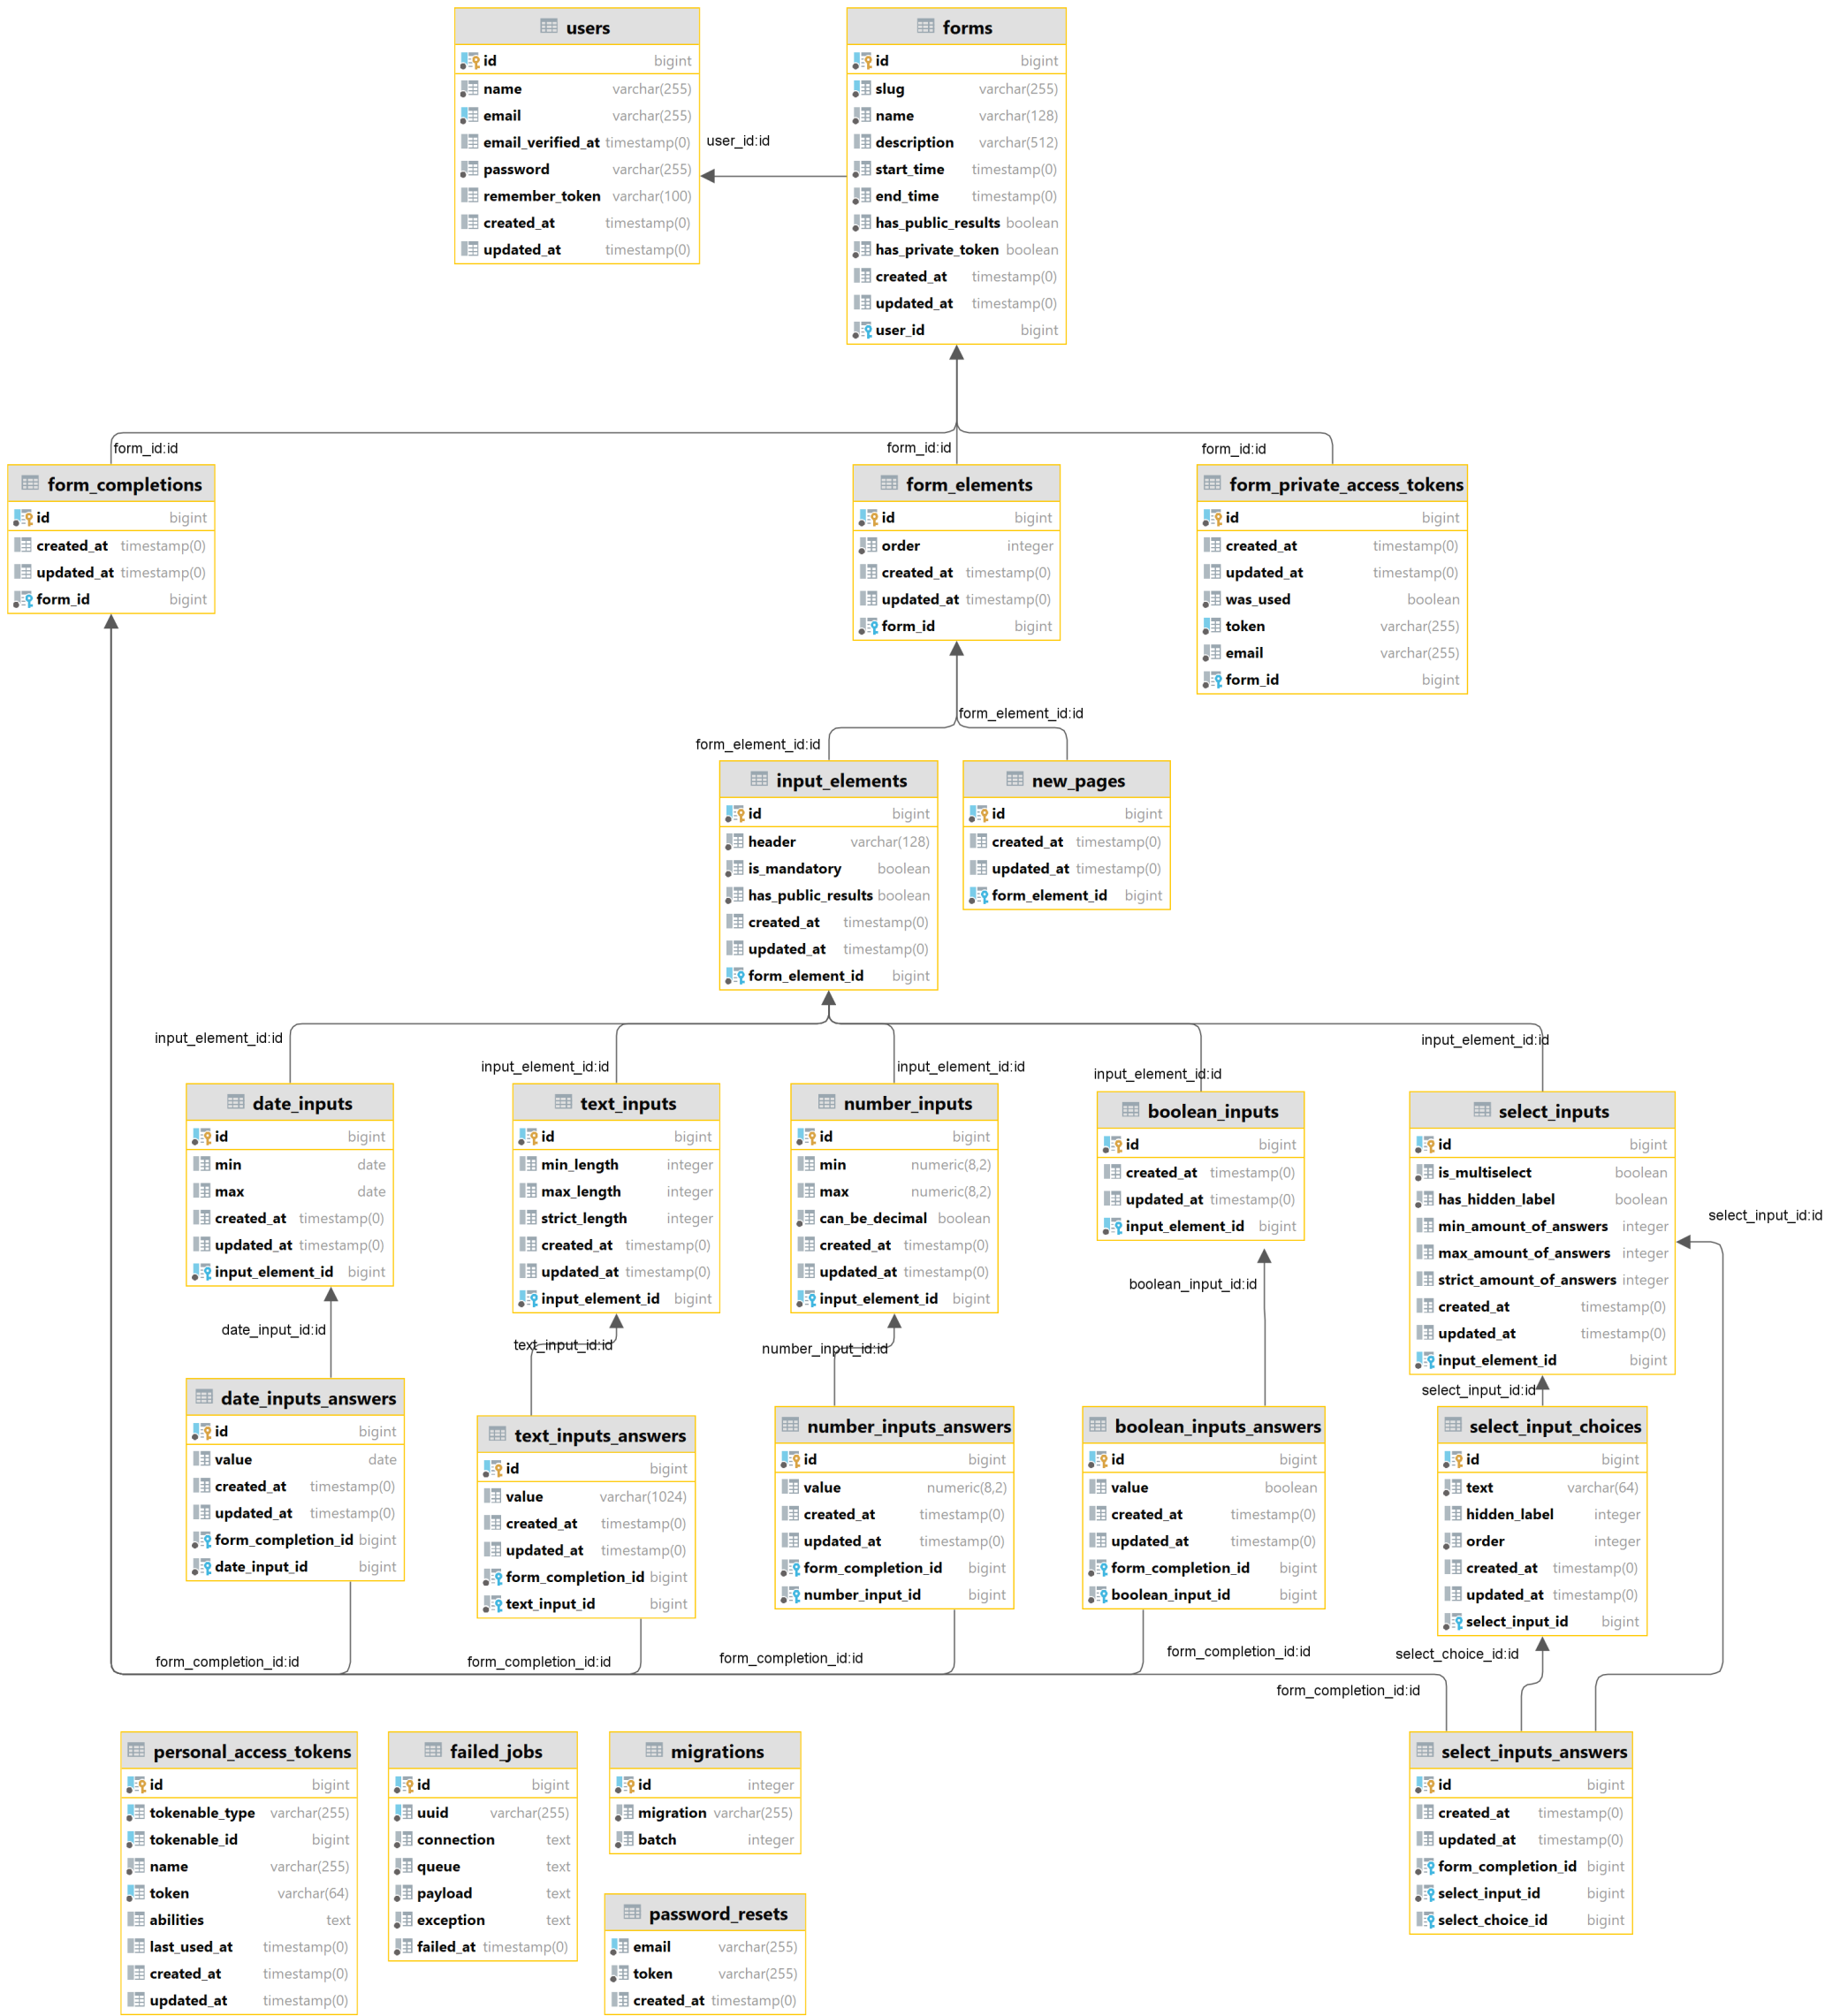 users
id bigint
name varchar(255)
email varchar(255)
email_verified_at timestamp(0)
password varchar(255)
remember_token varchar(100)
created_at timestamp(0)
updated_at timestamp(0)
user_id:id
forms
id bigint
slug varchar(255)
name varchar(128)
description varchar(512)
start_time timestamp(0)
end_time timestamp(0)
has_public_results boolean
has_private_token boolean
created_at timestamp(0)
updated_at timestamp(0)
user_id bigint
form_id:id
form_id:id
form_id:id
form_completions
id bigint
created_at timestamp(0)
updated_at timestamp(0)
form_id bigint
form_elements
id bigint
order integer
created_at timestamp(0)
updated_at timestamp(0)
form_id bigint
form_private_access_tokens
id bigint
created_at timestamp(0)
updated_at timestamp(0)
was_used boolean
token varchar(255)
email varchar(255)
form_id bigint
form_element_id:id
form_element_id:id
input_elements
id bigint
header varchar(128)
is_mandatory boolean
has_public_results boolean
created_at timestamp(0)
updated_at timestamp(0)
form_element_id bigint
new_pages
id bigint
created_at timestamp(0)
updated_at timestamp(0)
form_element_id bigint
input_element_id:id
input_element_id:id
input_element_id:id
input_element_id:id
input_element_id:id
date_inputs
id bigint
min date
max date
created_at timestamp(0)
updated_at timestamp(0)
input_element_id bigint
text_inputs
id bigint
min_length integer
max_length integer
strict_length integer
created_at timestamp(0)
updated_at timestamp(0)
input_element_id bigint
number_inputs
id bigint
min numeric(8,2)
max numeric(8,2)
can_be_decimal boolean
created_at timestamp(0)
updated_at timestamp(0)
input_element_id bigint
boolean_inputs
id bigint
created_at timestamp(0)
updated_at timestamp(0)
input_element_id bigint
select_inputs
id bigint
is_multiselect boolean
has_hidden_label boolean
min_amount_of_answers integer
max_amount_of_answers integer
strict_amount_of_answers integer
created_at timestamp(0)
updated_at timestamp(0)
input_element_id bigint
select_input_id:id
date_input_id:id
text_input_id:id
number_input_id:id
boolean_input_id:id
select_input_id:id
date_inputs_answers
id bigint
value date
created_at timestamp(0)
updated_at timestamp(0)
form_completion_id bigint
date_input_id bigint
text_inputs_answers
id bigint
value varchar(1024)
created_at timestamp(0)
updated_at timestamp(0)
form_completion_id bigint
text_input_id bigint
number_inputs_answers
id bigint
value numeric(8,2)
created_at timestamp(0)
updated_at timestamp(0)
form_completion_id bigint
number_input_id bigint
boolean_inputs_answers
id bigint
value boolean
created_at timestamp(0)
updated_at timestamp(0)
form_completion_id bigint
boolean_input_id bigint
select_input_choices
id bigint
text varchar(64)
hidden_label integer
order integer
created_at timestamp(0)
updated_at timestamp(0)
select_input_id bigint
form_completion_id:id
form_completion_id:id
form_completion_id:id
form_completion_id:id
select_choice_id:id
form_completion_id:id
personal_access_tokens
id bigint
tokenable_type varchar(255)
tokenable_id bigint
name varchar(255)
token varchar(64)
abilities text
last_used_at timestamp(0)
created_at timestamp(0)
updated_at timestamp(0)
failed_jobs
id bigint
uuid varchar(255)
connection text
queue text
payload text
exception text
failed_at timestamp(0)
migrations
id integer
migration varchar(255)
batch integer
password_resets
email varchar(255)
token varchar(255)
created_at timestamp(0)
select_inputs_answers
id bigint
created_at timestamp(0)
updated_at timestamp(0)
form_completion_id bigint
select_input_id bigint
select_choice_id bigint